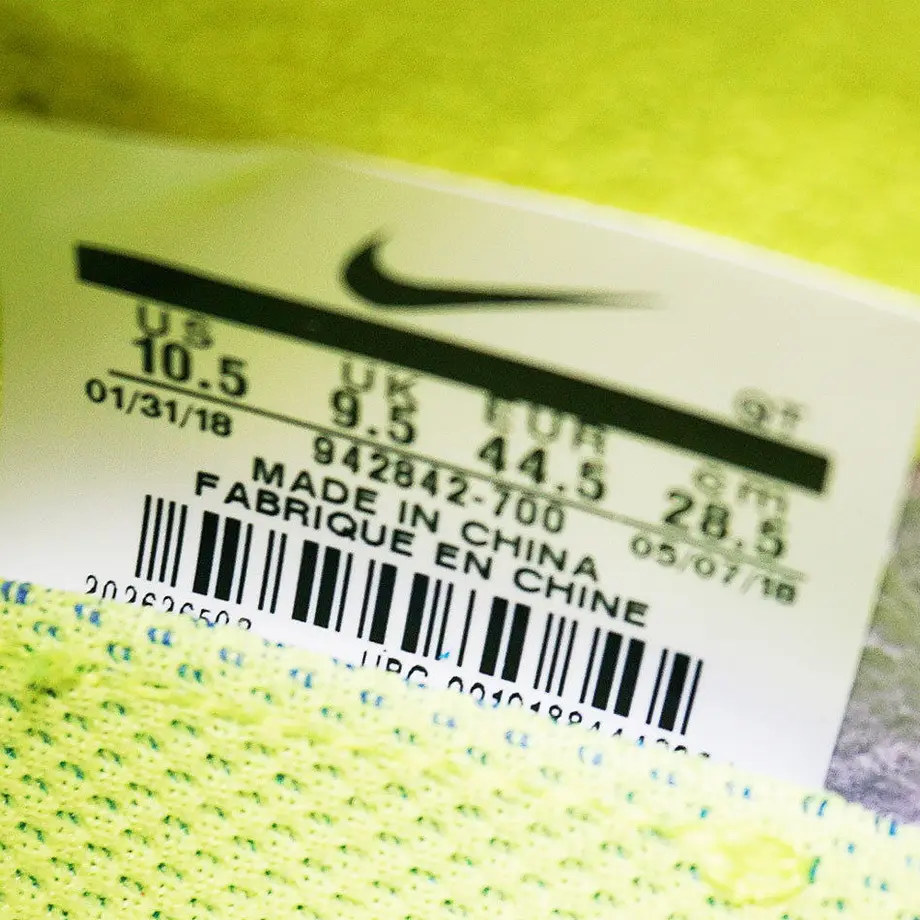 QT
US UK EUR cm
10.5 9.5 44.5 28.5
01/31/18 942842-700 05/07/18
MADE IN CHINA
FABRIQUE EN CHINE